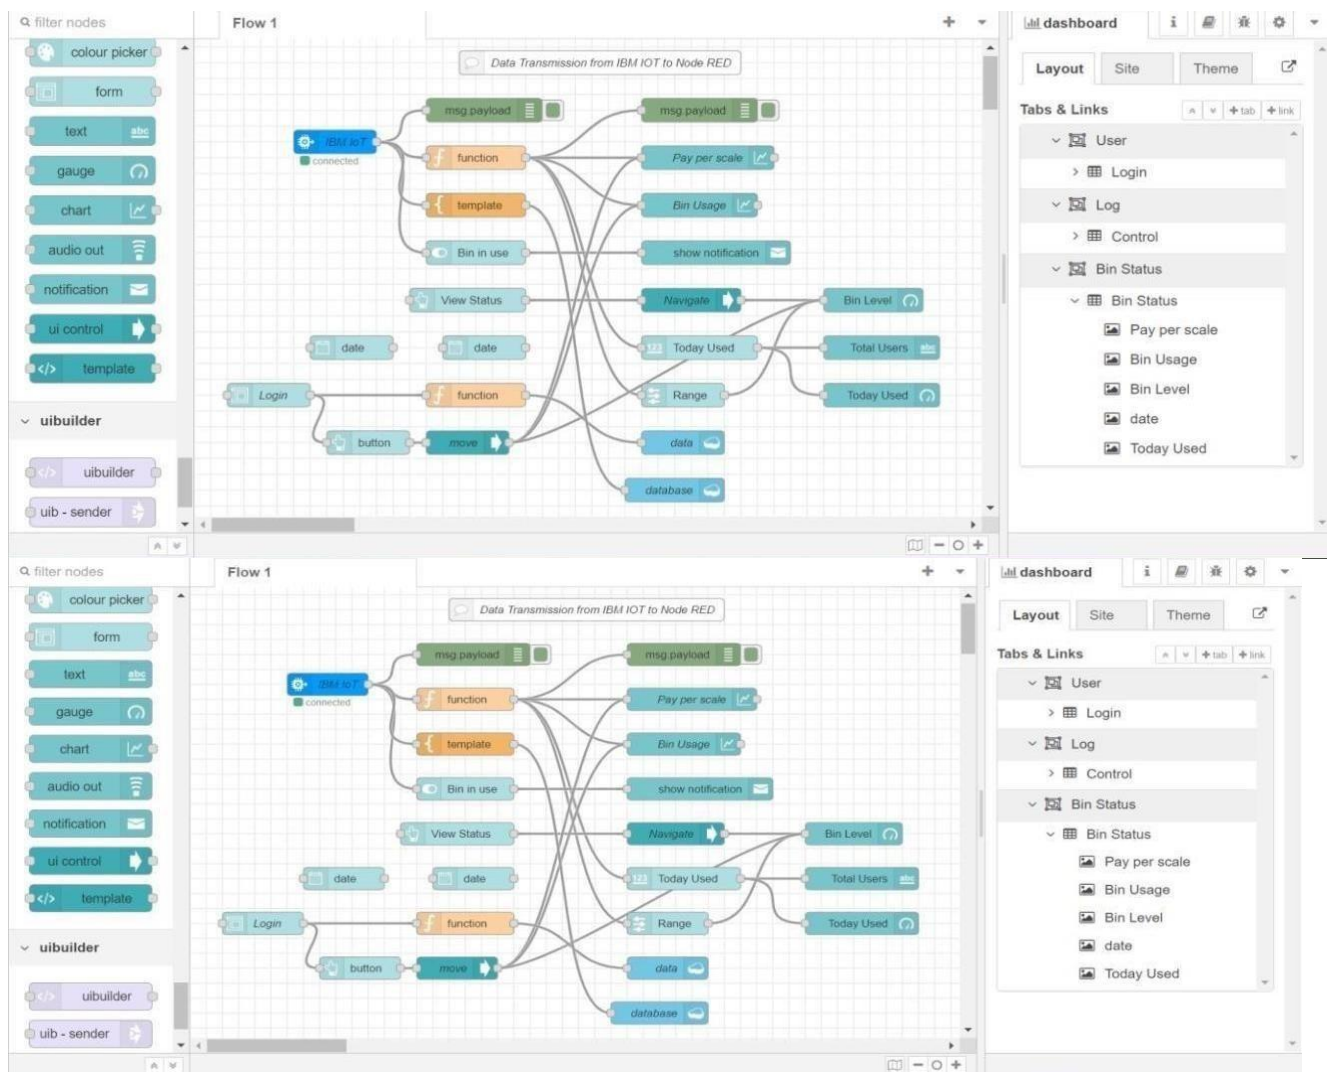 filter nodes
Flow 1
dashboard
i
colour picker
form
text
abc
gauge
chart
audio out
notification
ui control
template
uibuilder
uibuilder
uib - sender
Data Transmission from IBM IOT to Node RED
msg.payload
msg.payload
IBM IoT
connected
function
Pay per scale
template
Bin Usage
Bin in use
show notification
View Status
Navigate
Bin Level
date
date
123 Today Used
Total Users abc
Login
function
Range
Today Used
button
move
data
database
Layout
Site
Theme
Tabs & Links
+ tab
+ link
User
Login
Log
Control
Bin Status
Bin Status
Pay per scale
Bin Usage
Bin Level
date
Today Used
filter nodes
Flow 1
dashboard
i
colour picker
form
text
abc
gauge
chart
audio out
notification
ui control
template
uibuilder
uibuilder
uib - sender
Data Transmission from IBM IOT to Node RED
msg.payload
msg.payload
IBM IoT
connected
function
Pay per scale
template
Bin Usage
Bin in use
show notification
View Status
Navigate
Bin Level
date
date
123 Today Used
Total Users abc
Login
function
Range
Today Used
button
move
data
database
Layout
Site
Theme
Tabs & Links
+ tab
+ link
User
Login
Log
Control
Bin Status
Bin Status
Pay per scale
Bin Usage
Bin Level
date
Today Used